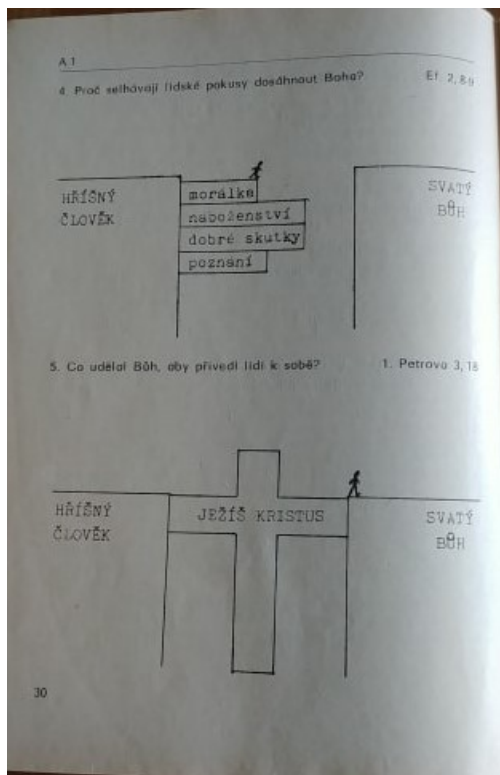 A 1
4. Proč selhávají lidské pokusy dosáhnout Boha? Ef. 2, 8-9
HŘÍŠNÝ
ČLOVĚK
morálka
naboženství
dobré skutky
poznání
SVATÝ
BŮH
5. Co udělal Bůh, aby přivedl lidi k sobě? 1. Petrova 3, 18
HŘÍŠNÝ
ČLOVĚK
JEŽÍŠ KRISTUS
SVATÝ
BŮH
30